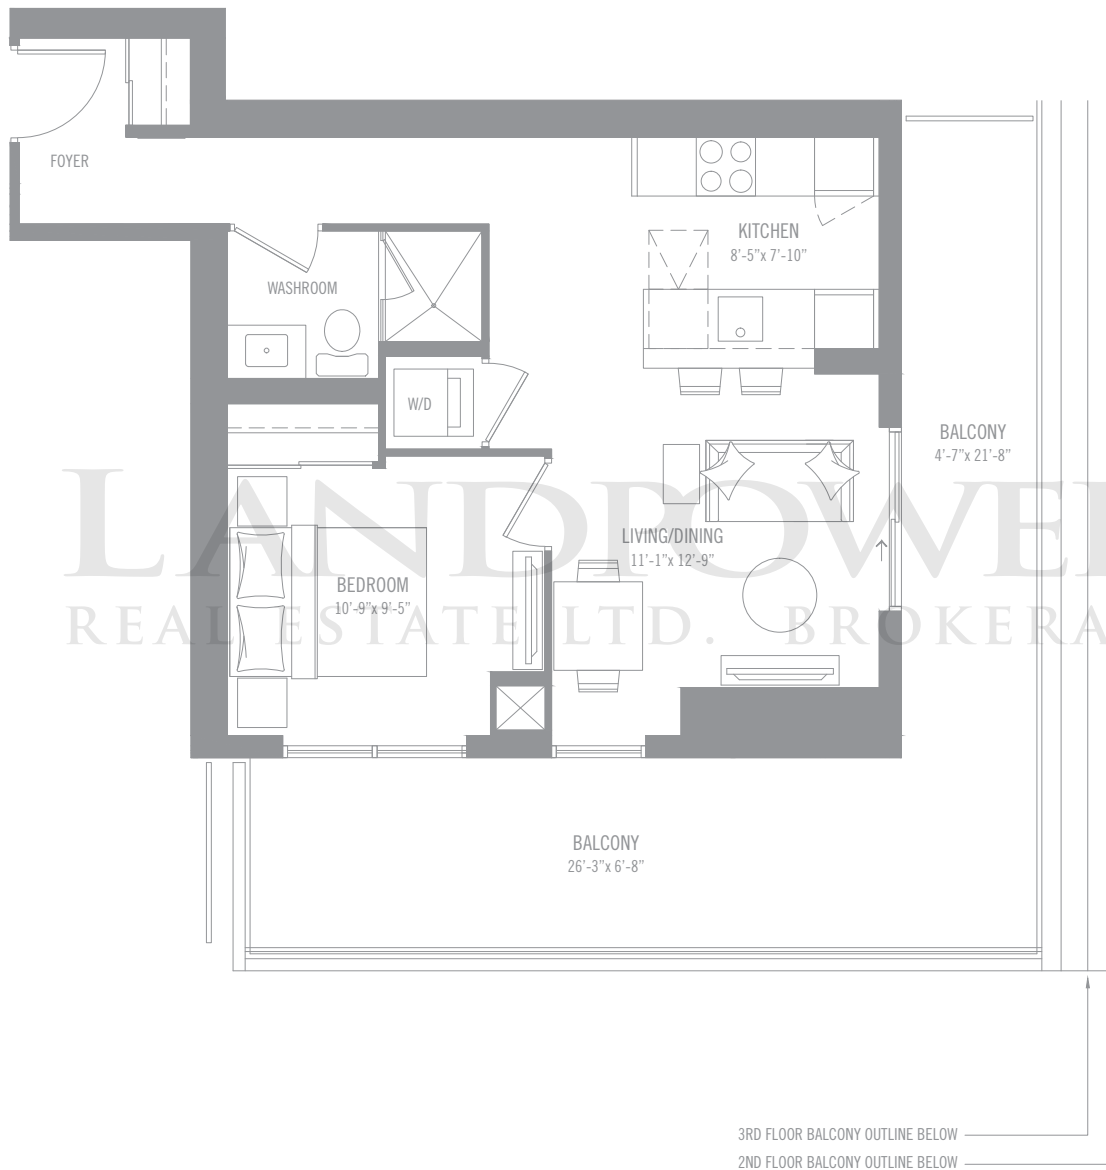 FOYER
KITCHEN
8'-5"x 7'-10"
WASHROOM
W/D
BALCONY
4'-7"x 21'-8"
LIVING/DINING
11'-1"x 12'-9"
BEDROOM
10'-9"x 9'-5"
LANDPOWE
REAL ESTATE LTD. BROKERA
BALCONY
26'-3"x 6'-8"
3RD FLOOR BALCONY OUTLINE BELOW
2ND FLOOR BALCONY OUTLINE BELOW